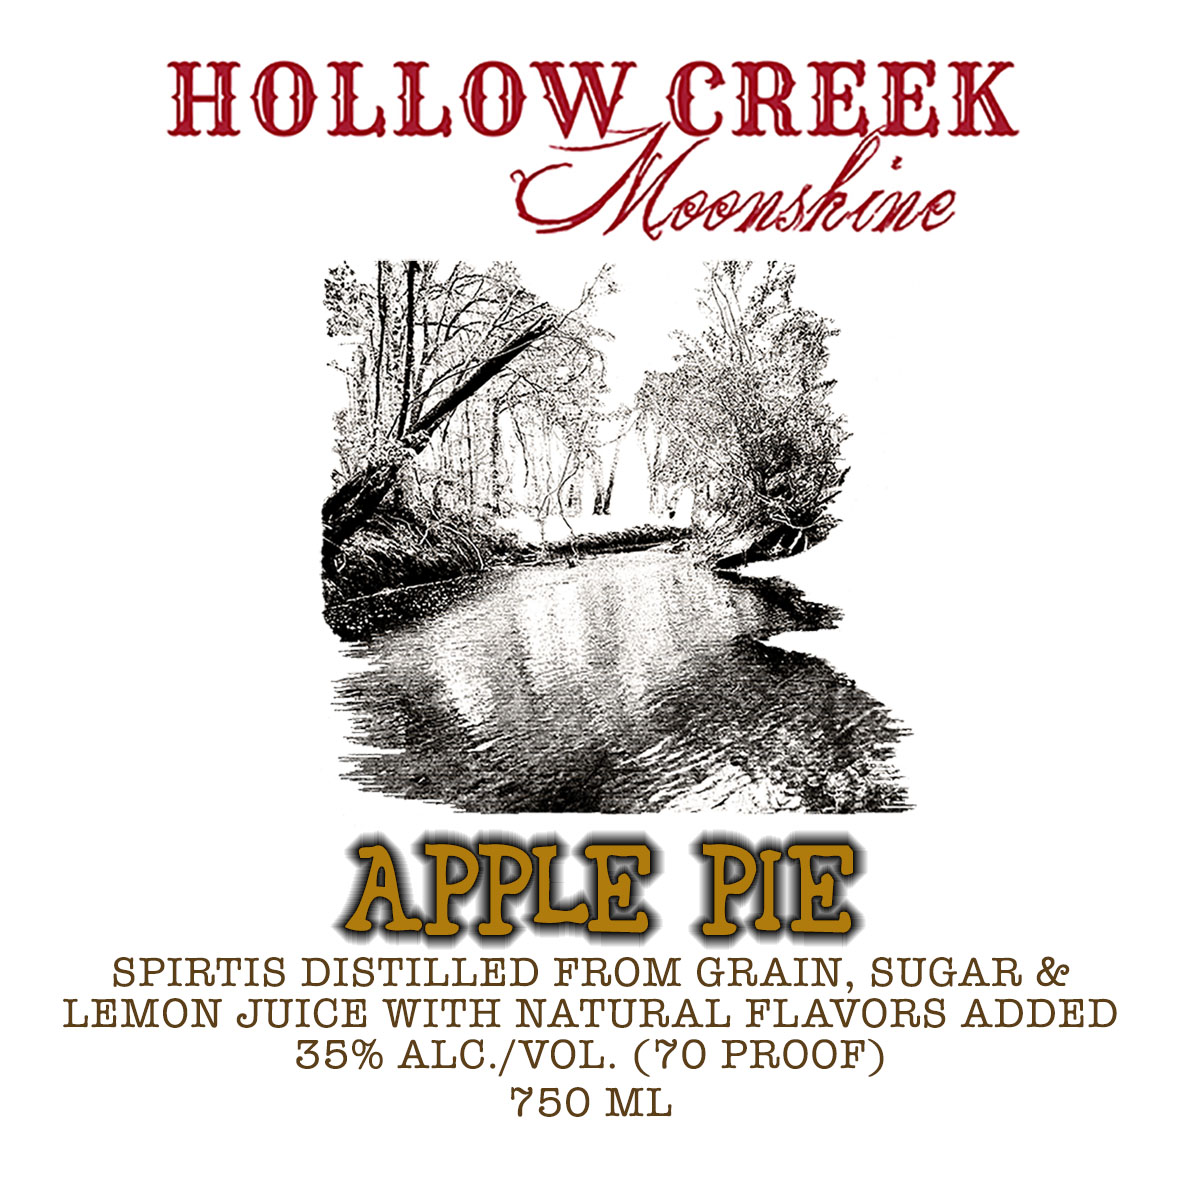 HOLLOW CREEK
Moonshine
APPLE PIE
SPIRTIS DISTILLED FROM GRAIN, SUGAR &
LEMON JUICE WITH NATURAL FLAVORS ADDED
35% ALC./VOL. (70 PROOF)
750 ML